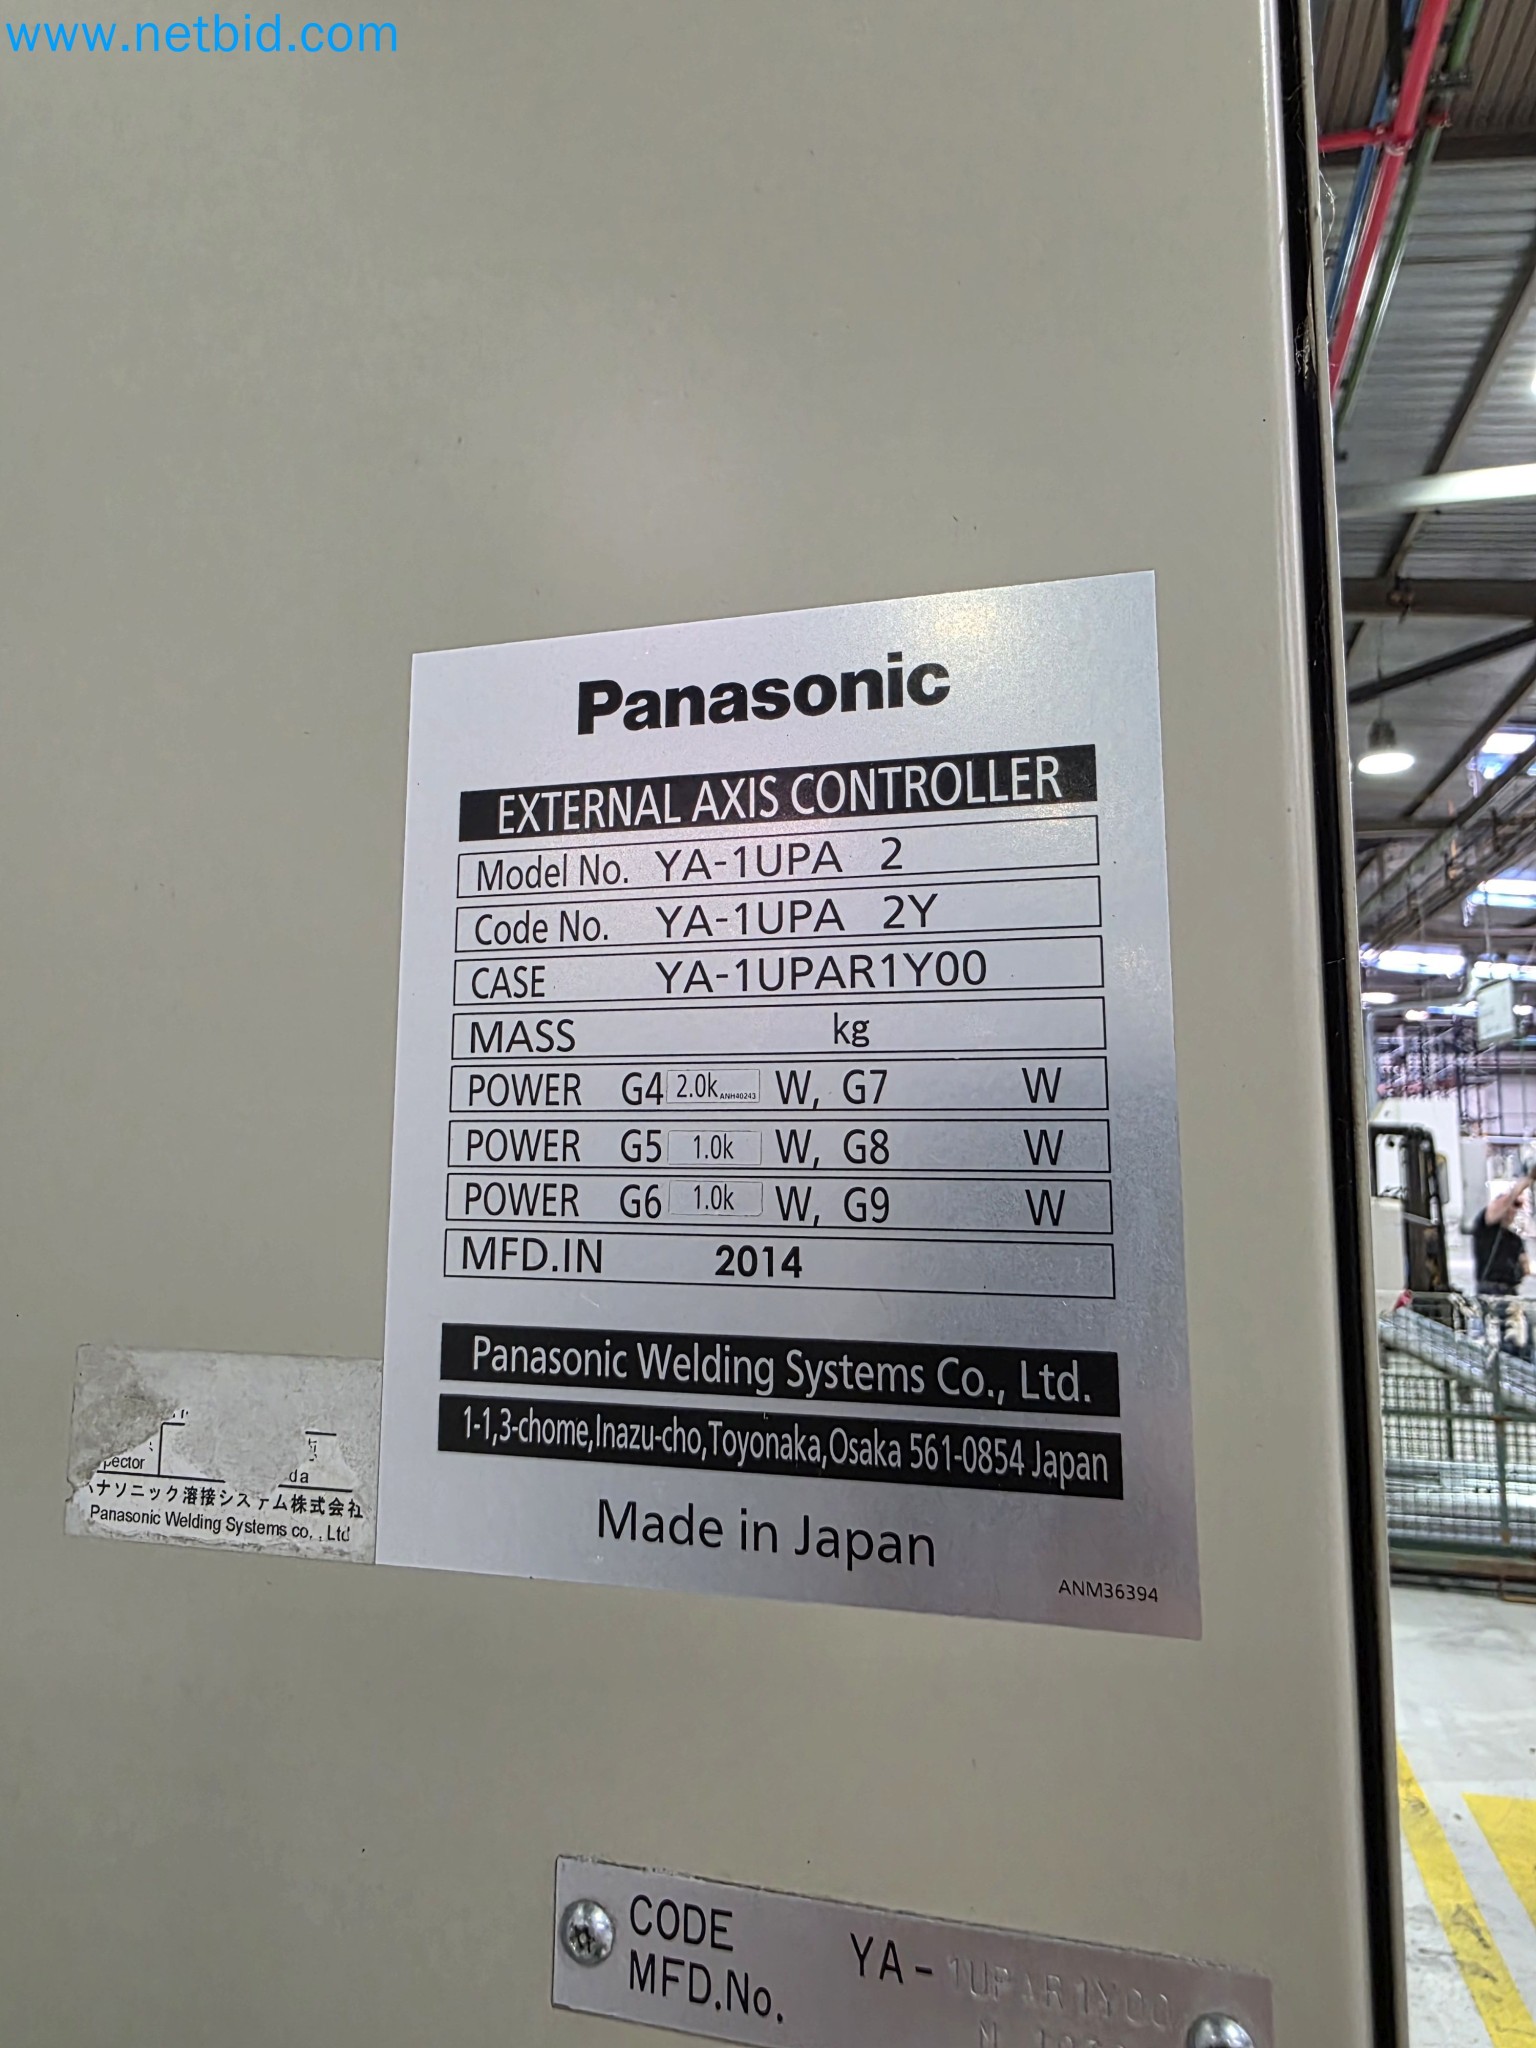 www.netbid.com
Panasonic
EXTERNAL AXIS CONTROLLER
Model No. YA-1UPA 2
Code No. YA-1UPA 2Y
CASE YA-1UPAR1Y00
MASS kg
POWER G4 2.0k ANH40243 W, G7 W
POWER G5 1.0k W, G8 W
POWER G6 1.0k W, G9 W
MFD.IN 2014
Panasonic Welding Systems Co., Ltd.
1-1,3-chome,Inazu-cho,Toyonaka,Osaka 561-0854 Japan
Made in Japan
ANM36394
ナソニック溶接システム株式会社
Panasonic Welding Systems co., Ltd
CODE YA-1UPAR1Y00
MFD.No.